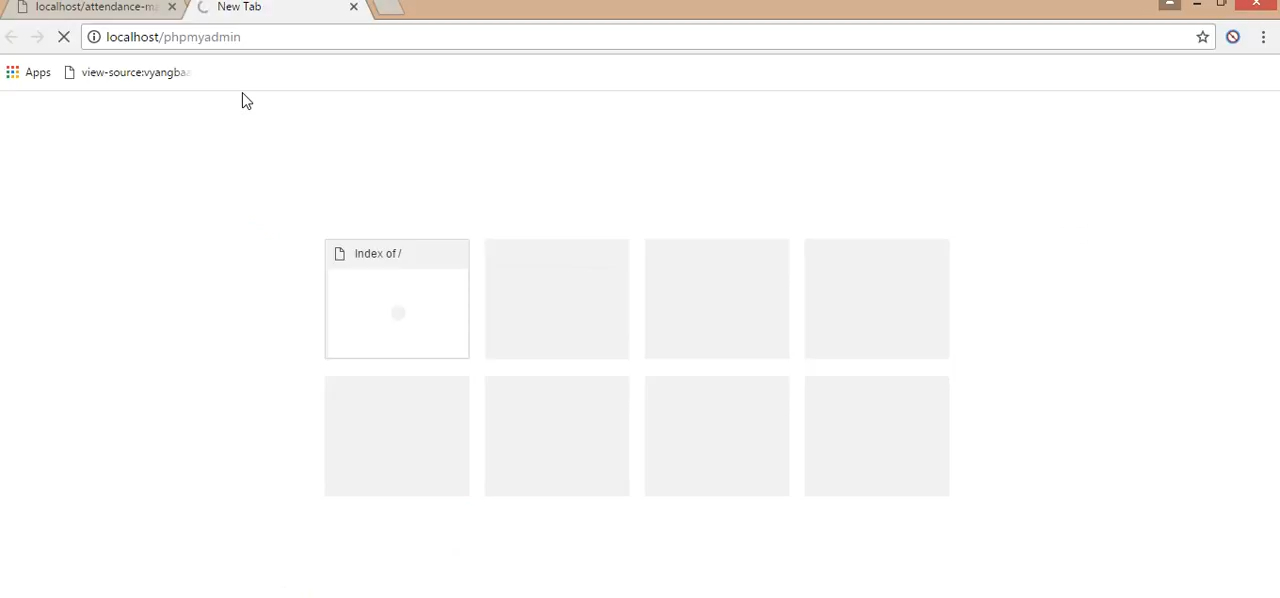 localhost/attendance-ma
New Tab
localhost/phpmyadmin
Apps
view-source:vyangba
Index of /